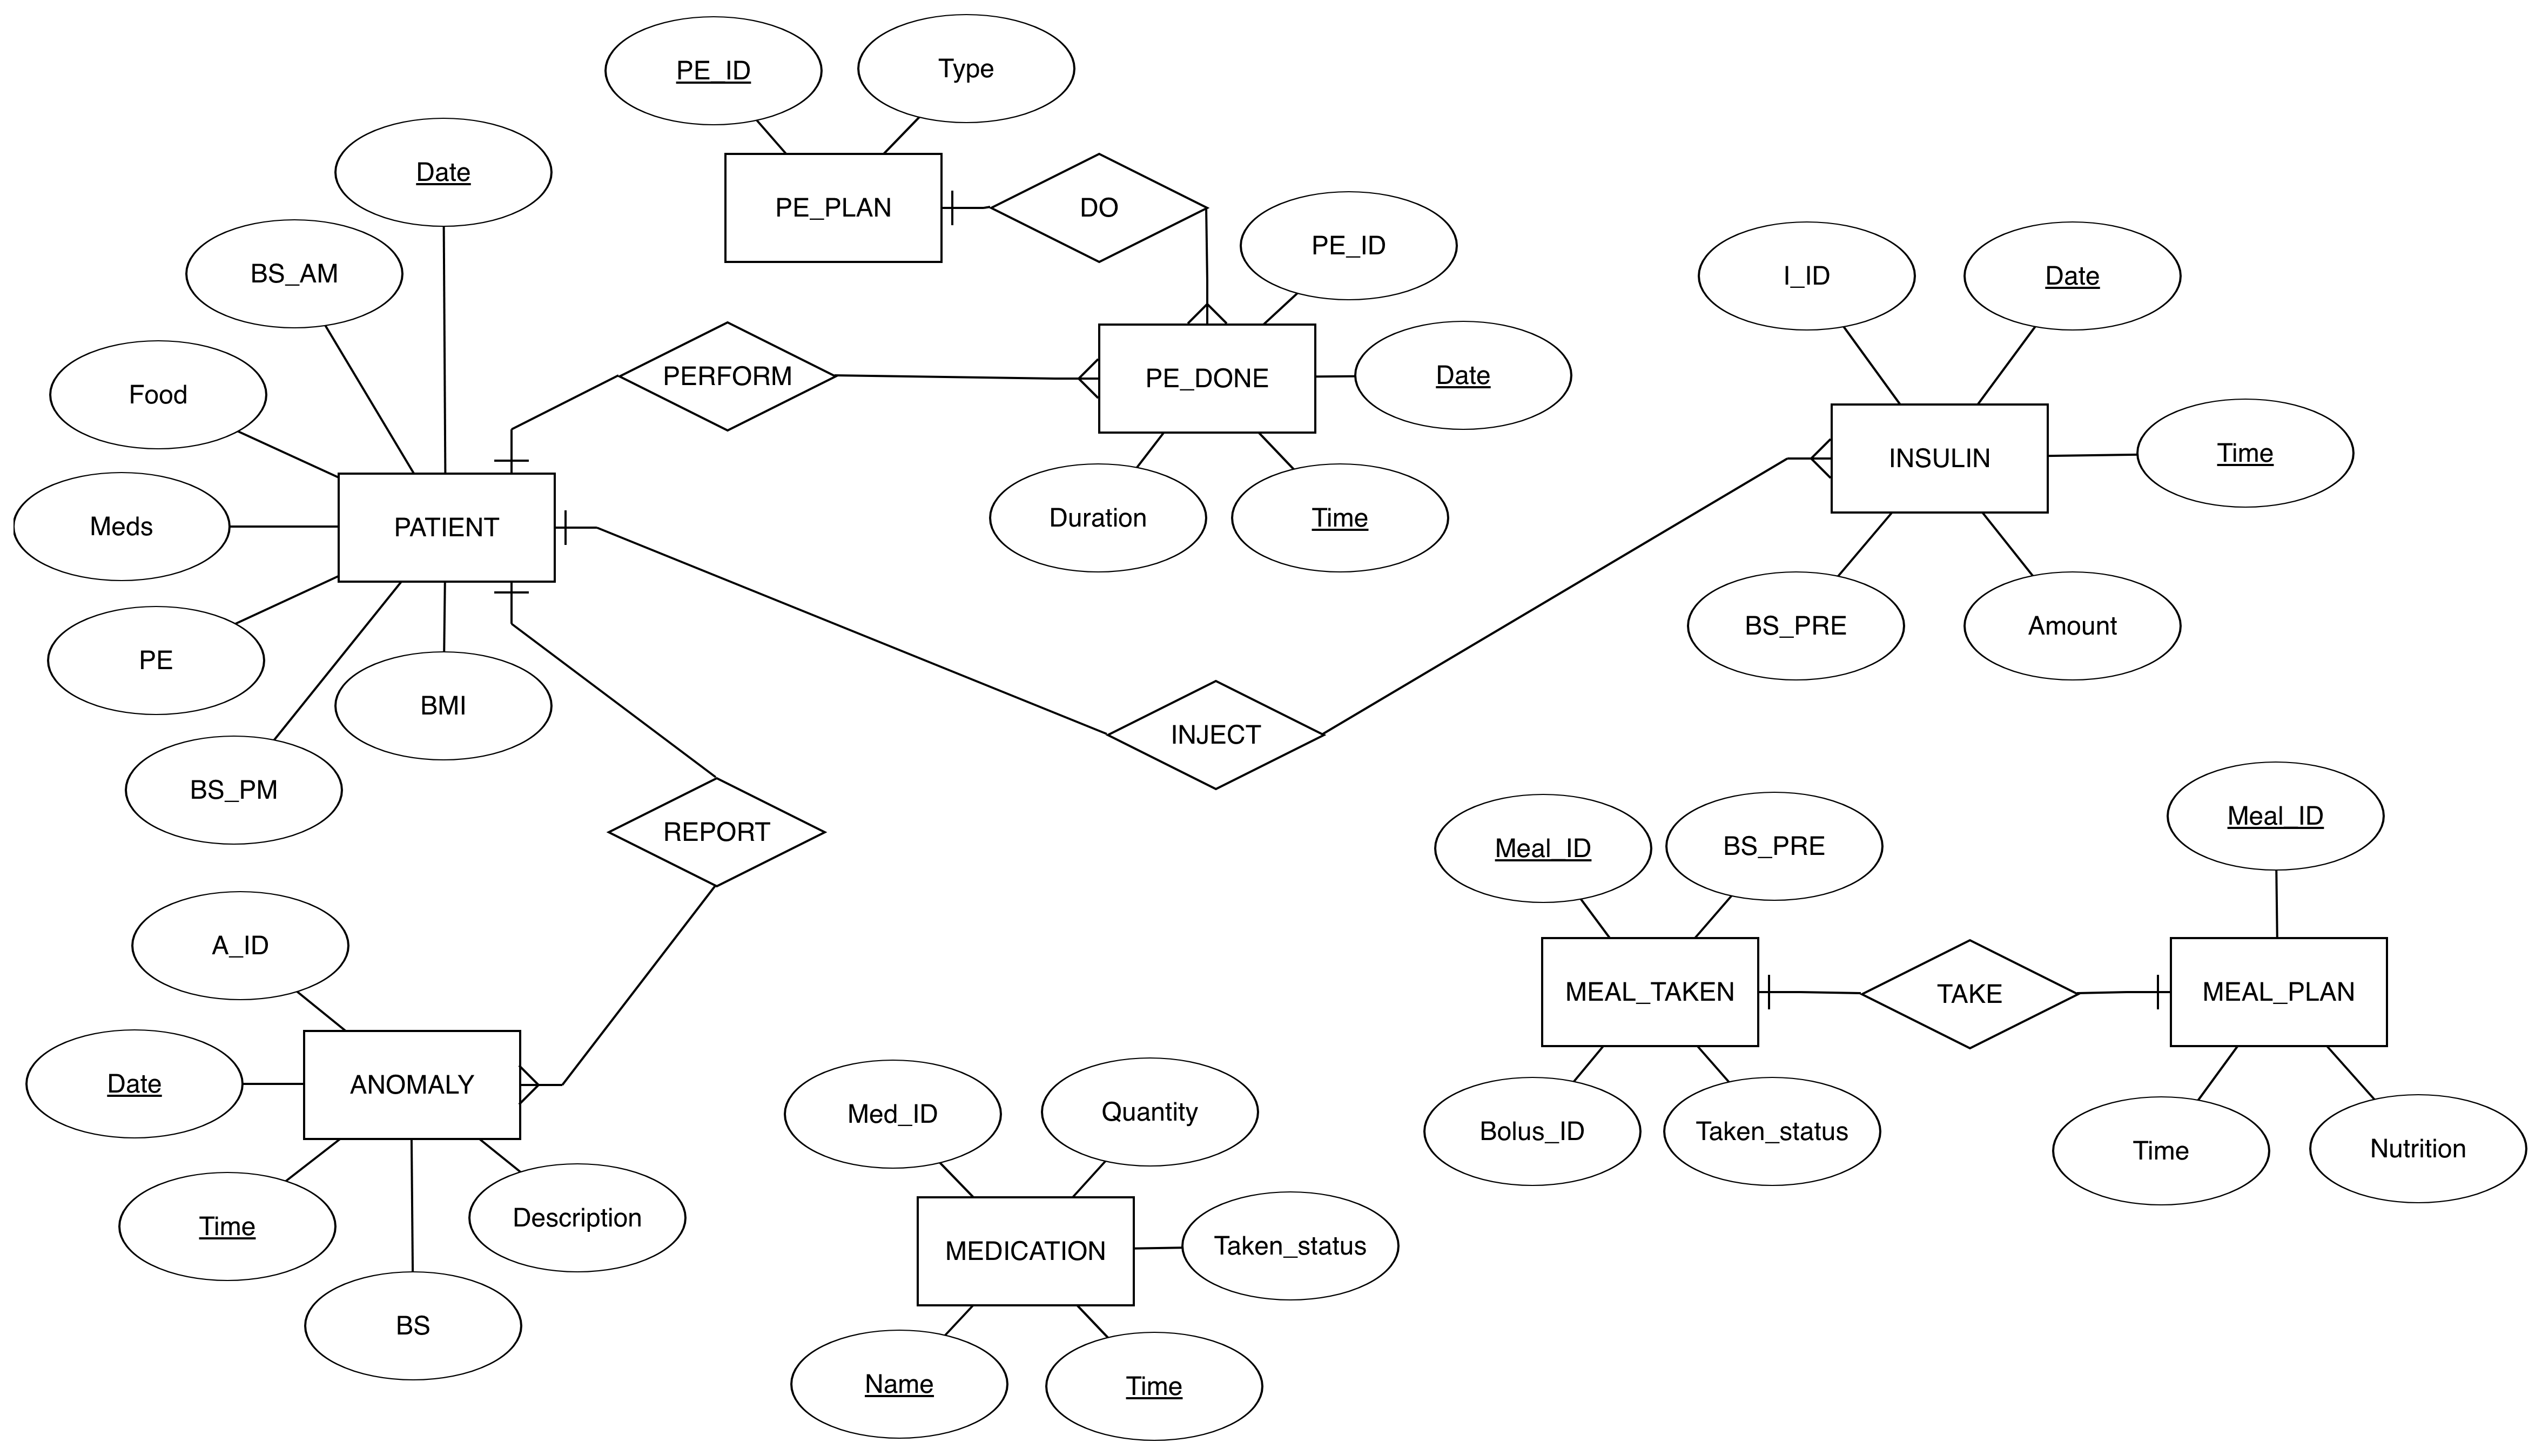 PE_ID
Type
Date
PE_PLAN
DO
BS_AM
PE_ID
I_ID
Date
Food
PERFORM
PE_DONE
Date
INSULIN
Time
Meds
PATIENT
Duration
Time
PE
BMI
BS_PRE
Amount
BS_PM
INJECT
REPORT
Meal_ID
BS_PRE
Meal_ID
A_ID
MEAL_TAKEN
TAKE
MEAL_PLAN
Date
ANOMALY
Med_ID
Quantity
Bolus_ID
Taken_status
Time
Nutrition
Time
Description
MEDICATION
Taken_status
BS
Name
Time